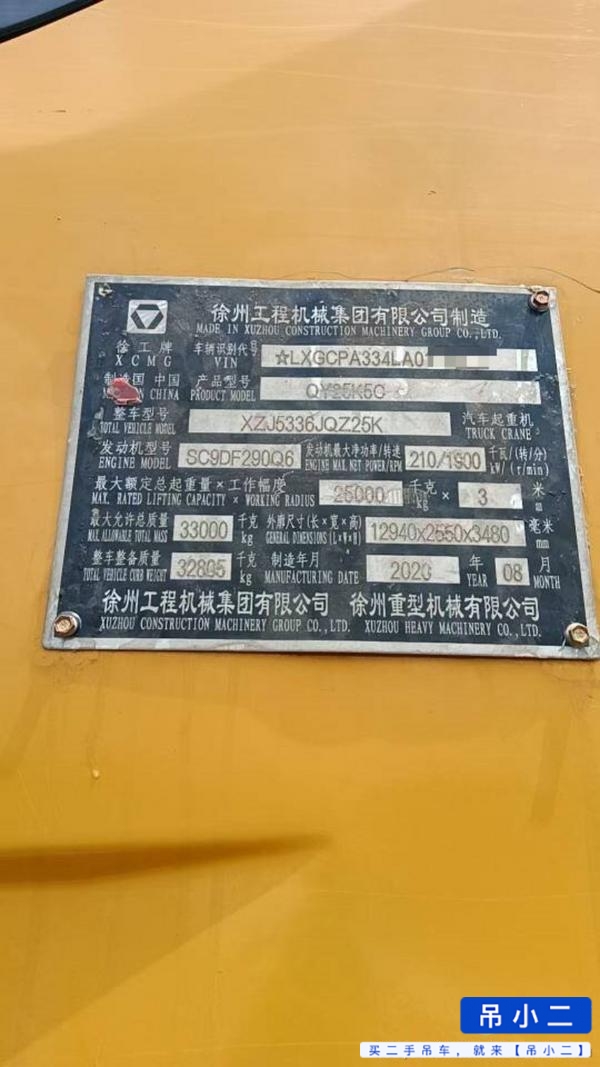 徐州工程机械集团有限公司制造
MADE IN XUZHOU CONSTRUCTION MACHINERY GROUP CO.,LTD.
徐工牌 车辆识别代号 ☆LXGCPA334LA01
XCMG VIN
制造国 中国 产品型号 QY25K5C
IN CHINA PRODUCT MODEL
整车型号 XZJ5336JQZ25K 汽车起重机
TOTAL VEHICLE MODEL TRUCK CRANE
发动机型号 SC9DF290Q6 发动机最大净功率/转速 210/1900 千瓦/(转/分)
ENGINE MODEL ENGINE MAX. NET POWER/RPM kW/(r/min)
最大额定总起重量×工作幅度 25000 千克 × 3 米
MAX. RATED LIFTING CAPACITY × WORKING RADIUS kg m
最大允许总质量 33000 千克 外廓尺寸(长×宽×高) 12940x2550x3480 毫米
MAX. ALLOWABLE TOTAL MASS kg GENERAL DIMENSIONS (L×W×H) mm
整车整备质量 32805 千克 制造年月 2020 年 08 月
TOTAL VEHICLE CURB WEIGHT kg MANUFACTURING DATE YEAR MONTH
徐州工程机械集团有限公司 徐州重型机械有限公司
XUZHOU CONSTRUCTION MACHINERY GROUP CO., LTD. XUZHOU HEAVY MACHINERY CO., LTD.
吊小二
买二手吊车，就来【吊小二】